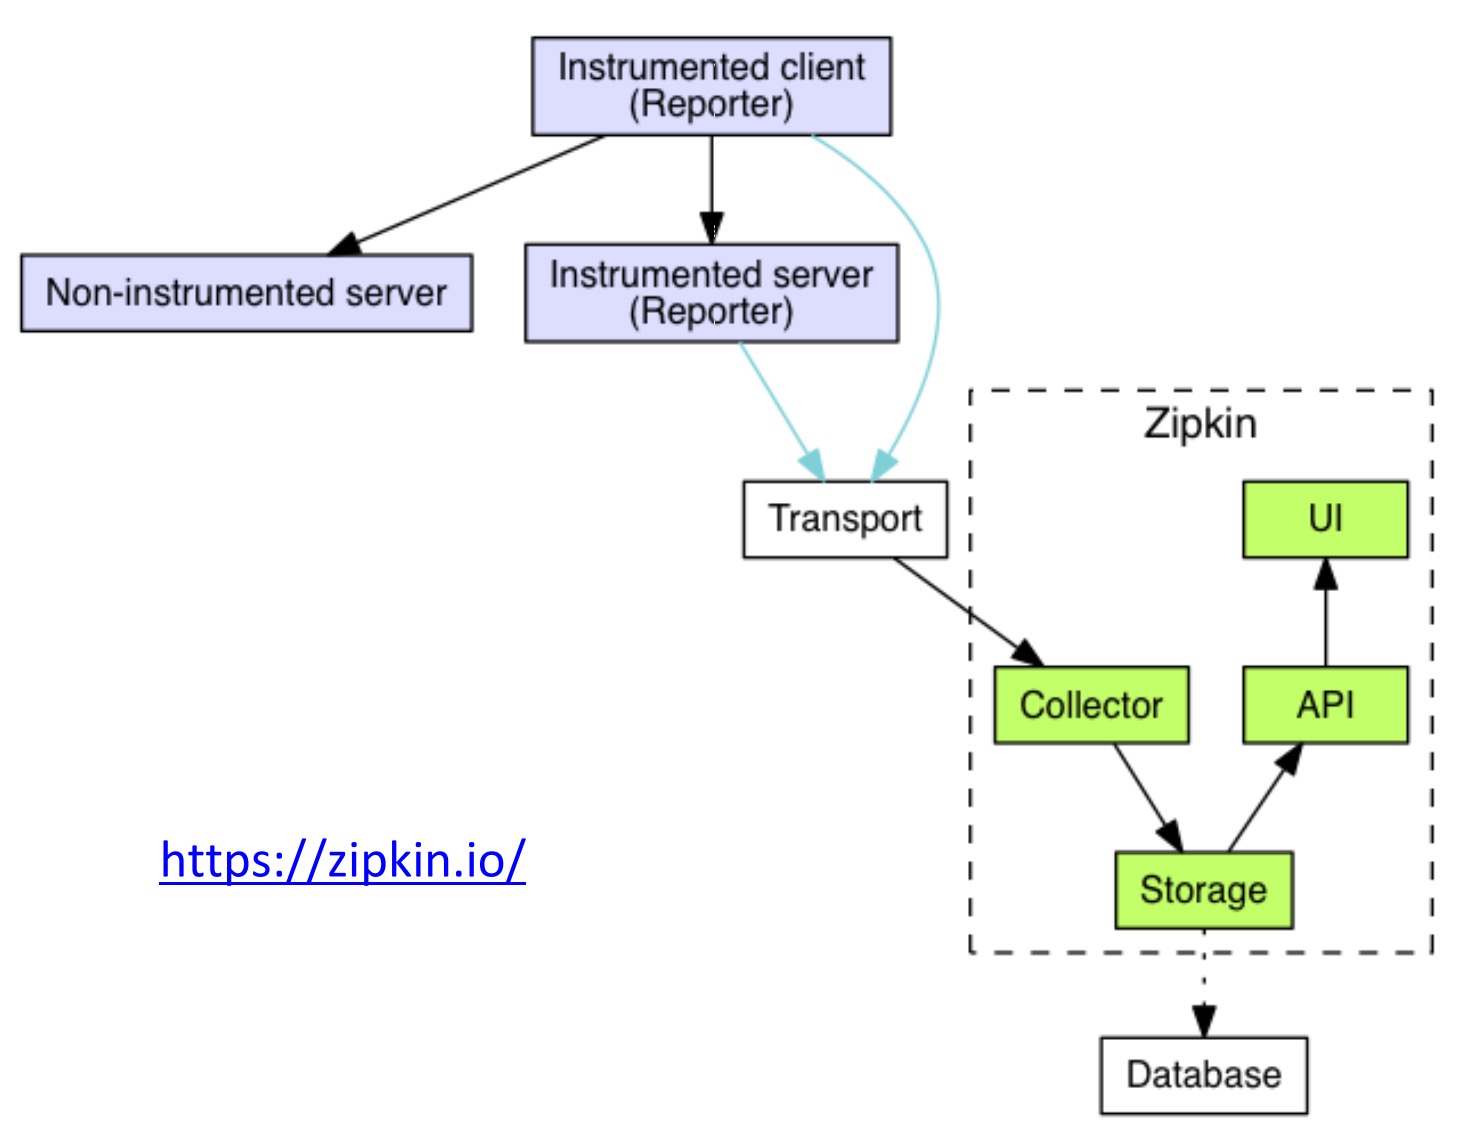 Instrumented client
(Reporter)
Non-instrumented server
Instrumented server
(Reporter)
Zipkin
Transport
UI
Collector
API
https://zipkin.io/
Storage
Database